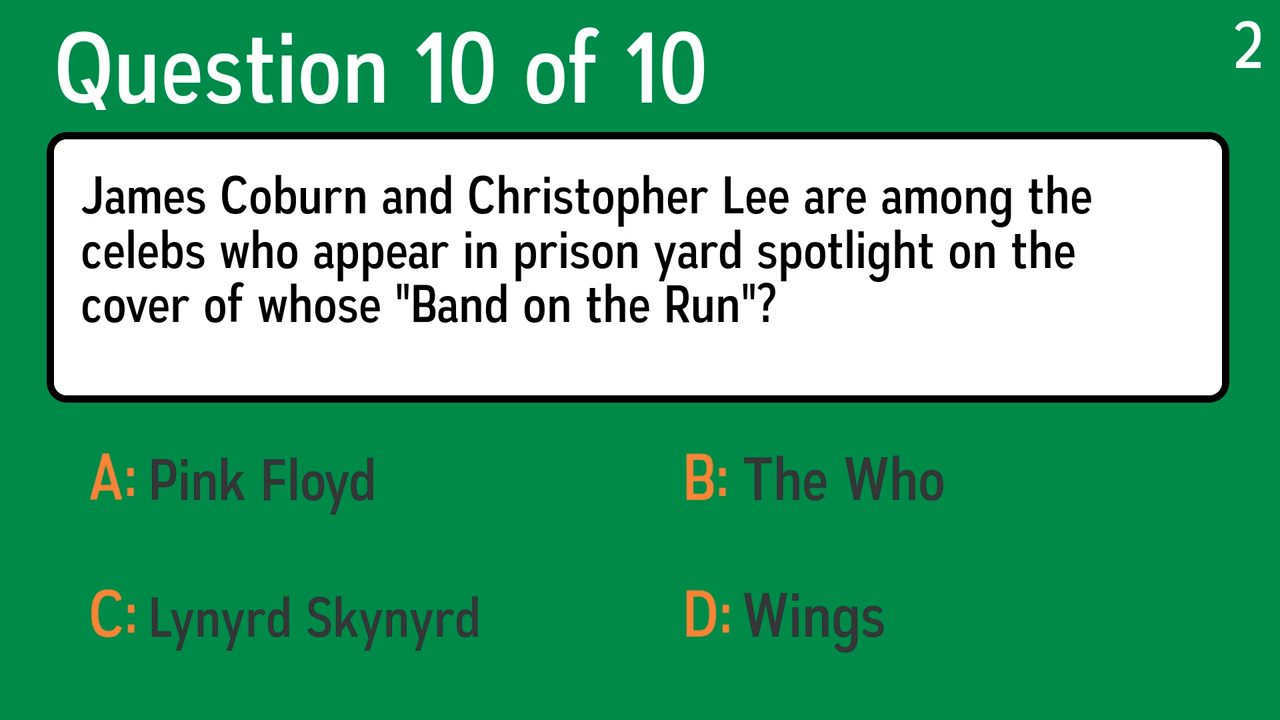 Question 10 of 10
2
James Coburn and Christopher Lee are among the
celebs who appear in prison yard spotlight on the
cover of whose "Band on the Run"?
A: Pink Floyd
B: The Who
C: Lynyrd Skynyrd
D: Wings